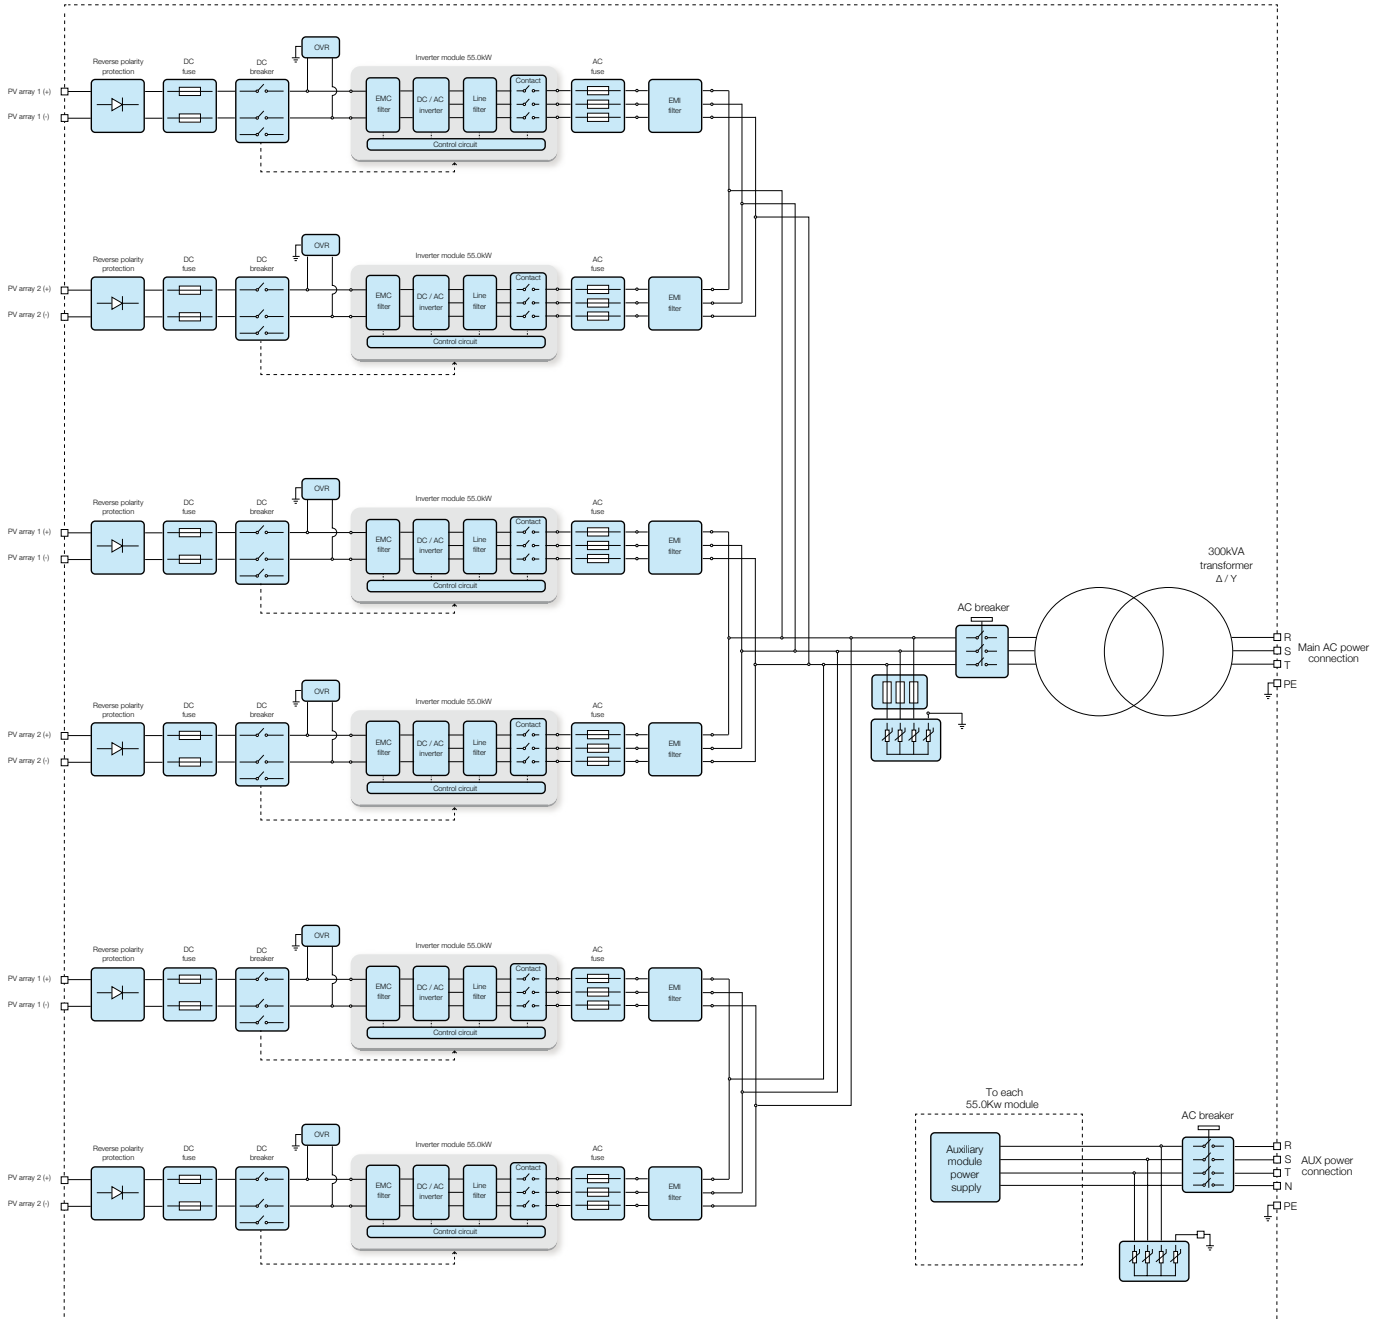 OVR
Reverse polarity
protection
DC
fuse
DC
breaker
Inverter module 55.0kW
AC
fuse
PV array 1 (+)
PV array 1 (-)
EMC
filter
DC / AC
inverter
Line
filter
Contact
EMI
filter
Control circuit
OVR
Reverse polarity
protection
DC
fuse
DC
breaker
Inverter module 55.0kW
AC
fuse
PV array 2 (+)
PV array 2 (-)
EMC
filter
DC / AC
inverter
Line
filter
Contact
EMI
filter
Control circuit
OVR
Reverse polarity
protection
DC
fuse
DC
breaker
Inverter module 55.0kW
AC
fuse
PV array 1 (+)
PV array 1 (-)
EMC
filter
DC / AC
inverter
Line
filter
Contact
EMI
filter
Control circuit
300kVA
transformer
Δ / Y
AC breaker
R
S
T
Main AC power
connection
PE
OVR
Reverse polarity
protection
DC
fuse
DC
breaker
Inverter module 55.0kW
AC
fuse
PV array 2 (+)
PV array 2 (-)
EMC
filter
DC / AC
inverter
Line
filter
Contact
EMI
filter
Control circuit
OVR
Reverse polarity
protection
DC
fuse
DC
breaker
Inverter module 55.0kW
AC
fuse
PV array 1 (+)
PV array 1 (-)
EMC
filter
DC / AC
inverter
Line
filter
Contact
EMI
filter
Control circuit
OVR
Reverse polarity
protection
DC
fuse
DC
breaker
Inverter module 55.0kW
AC
fuse
PV array 2 (+)
PV array 2 (-)
EMC
filter
DC / AC
inverter
Line
filter
Contact
EMI
filter
Control circuit
To each
55.0Kw module
Auxiliary
module
power
supply
AC breaker
R
S
T
N
AUX power
connection
PE